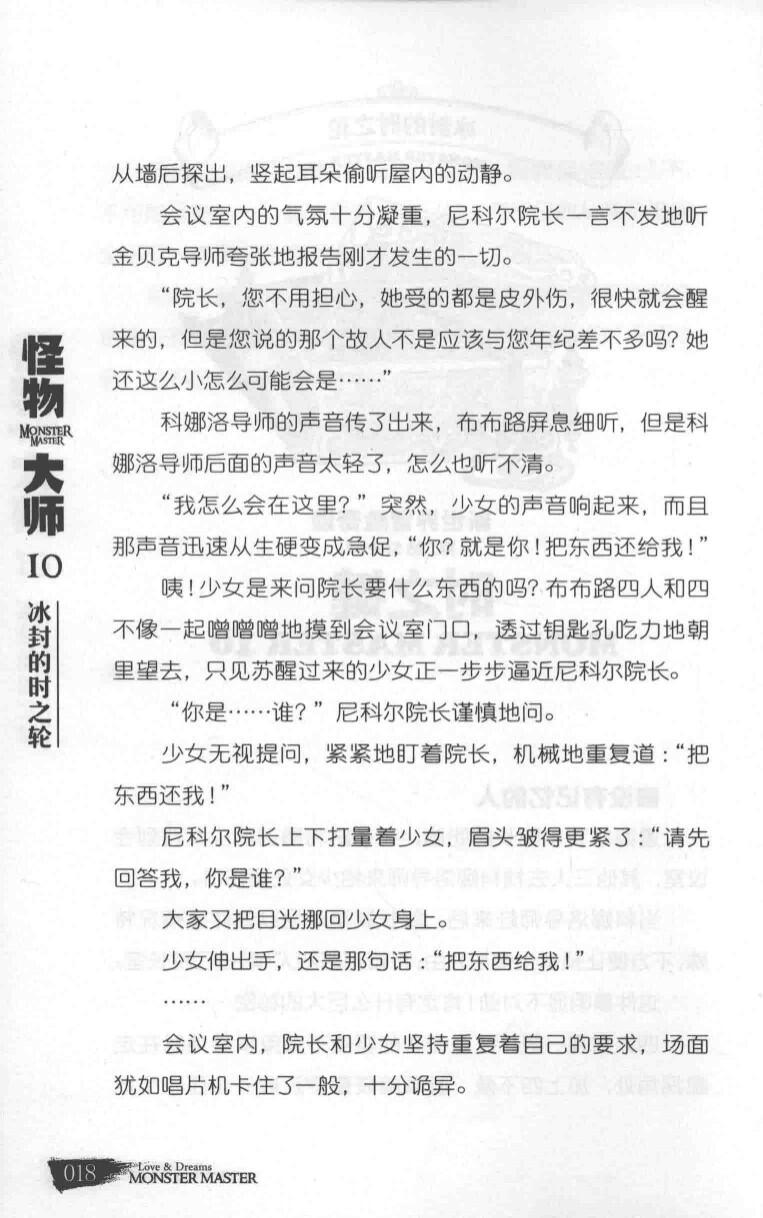 从墙后探出，竖起耳朵偷听屋内的动静。
会议室内的气氛十分凝重，尼科尔院长一言不发地听
金贝克导师夸张地报告刚才发生的一切。
“院长，您不用担心，她受的都是皮外伤，很快就会醒
来的，但是您说的那个故人不是应该与您年纪差不多吗？她
还这么小怎么可能会是……”
科娜洛导师的声音传了出来，布布路屏息细听，但是科
娜洛导师后面的声音太轻了，怎么也听不清。
“我怎么会在这里？”突然，少女的声音响起来，而且
那声音迅速从生硬变成急促，“你？就是你！把东西还给我！”
咦！少女是来问院长要什么东西的吗？布布路四人和四
不像一起噌噌噌地摸到会议室门口，透过钥匙孔吃力地朝
里望去，只见苏醒过来的少女正一步步逼近尼科尔院长。
“你是……谁？”尼科尔院长谨慎地问。
少女无视提问，紧紧地盯着院长，机械地重复道：“把
东西还我！”
尼科尔院长上下打量着少女，眉头皱得更紧了：“请先
回答我，你是谁？”
大家又把目光挪回少女身上。
少女伸出手，还是那句话：“把东西给我！”
……
会议室内，院长和少女坚持重复着自己的要求，场面
犹如唱片机卡住了一般，十分诡异。
怪物
MONSTER
MASTER
大师
10
冰封的时之轮
018
Love & Dreams
MONSTER MASTER